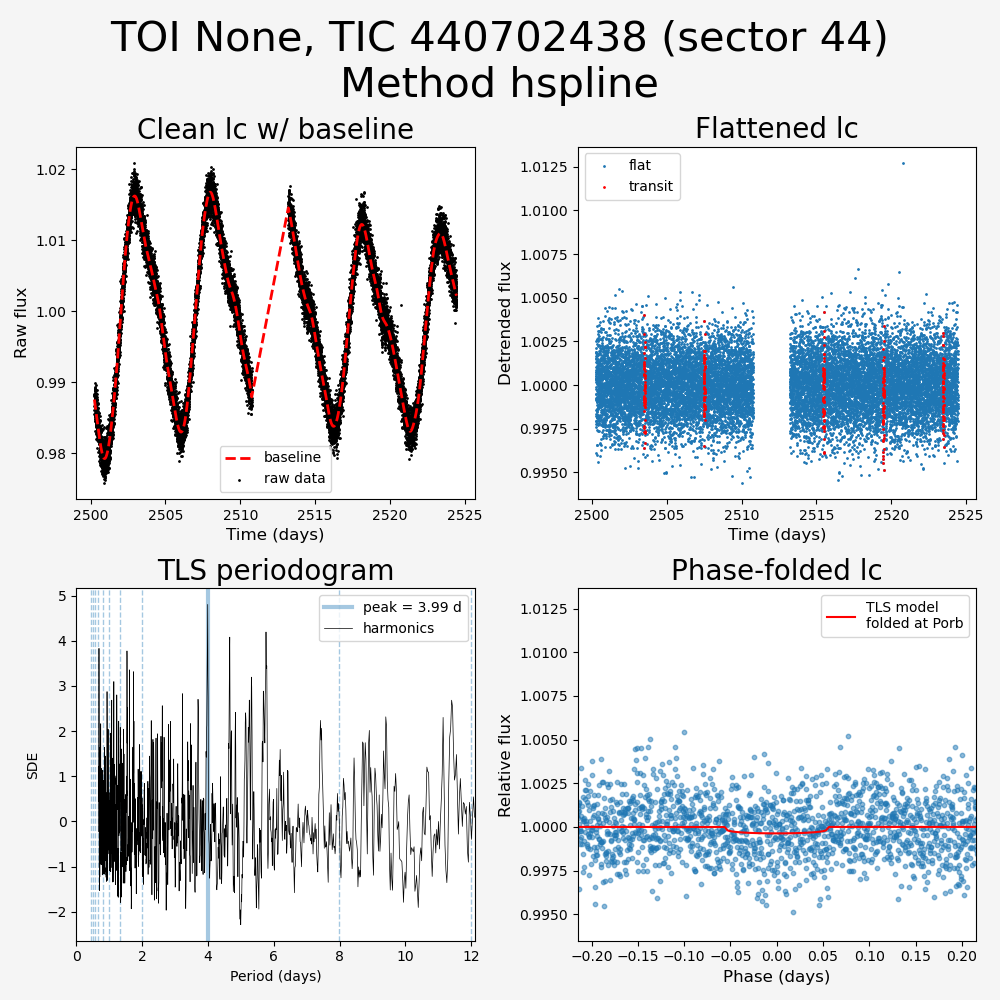 TOI None, TIC 440702438 (sector 44)
Method hspline
Clean lc w/ baseline
Raw flux
1.02
1.01
1.00
0.99
0.98
baseline
raw data
2500
2505
2510
2515
2520
2525
Time (days)
Flattened lc
Detrended flux
1.0125
1.0100
1.0075
1.0050
1.0025
1.0000
0.9975
0.9950
flat
transit
2500
2505
2510
2515
2520
2525
Time (days)
TLS periodogram
SDE
5
4
3
2
1
0
−1
−2
peak = 3.99 d
harmonics
0
2
4
6
8
10
12
Period (days)
Phase-folded lc
Relative flux
1.0125
1.0100
1.0075
1.0050
1.0025
1.0000
0.9975
0.9950
TLS model
folded at Porb
−0.20
−0.15
−0.10
−0.05
0.00
0.05
0.10
0.15
0.20
Phase (days)